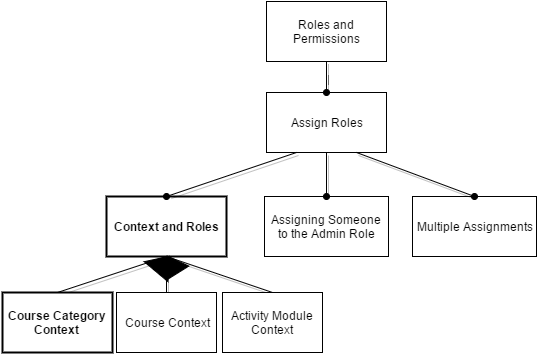 Roles and
Permissions
Assign Roles
Context and Roles
Assigning Someone
to the Admin Role
Multiple Assignments
Course Category
Context
Course Context
Activity Module
Context